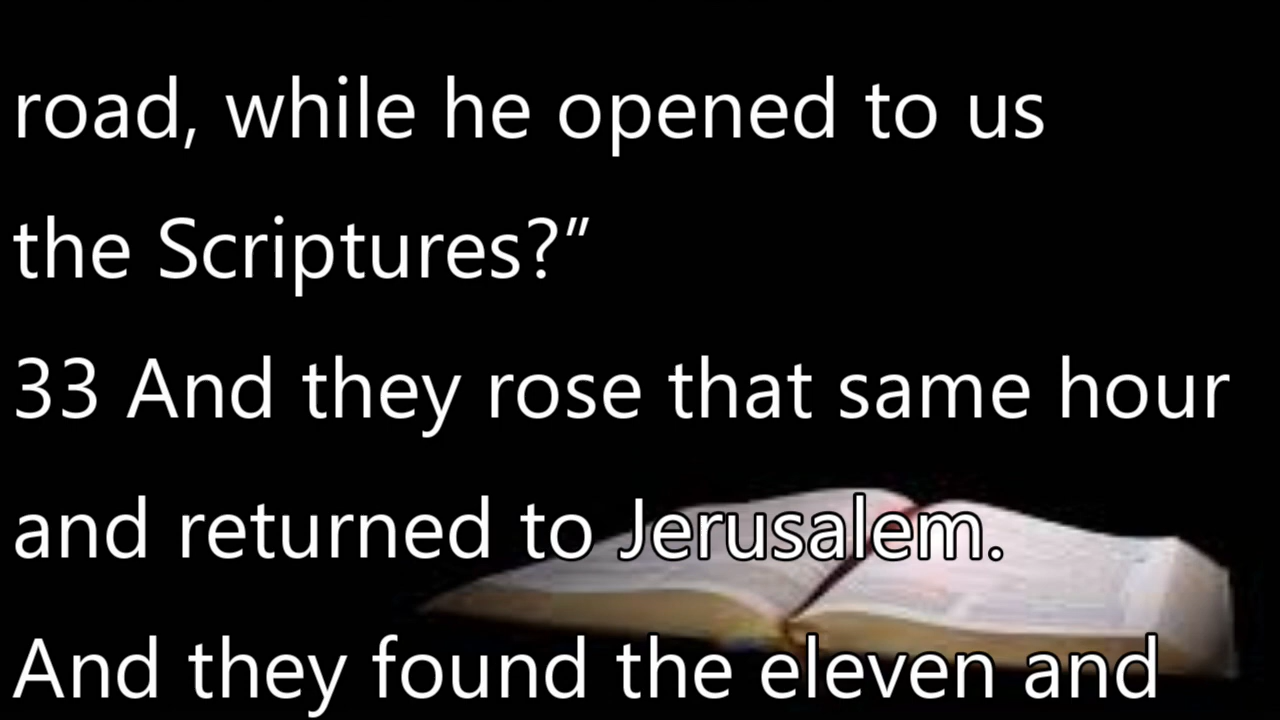 road, while he opened to us
the Scriptures?”
33 And they rose that same hour
and returned to Jerusalem.
And they found the eleven and